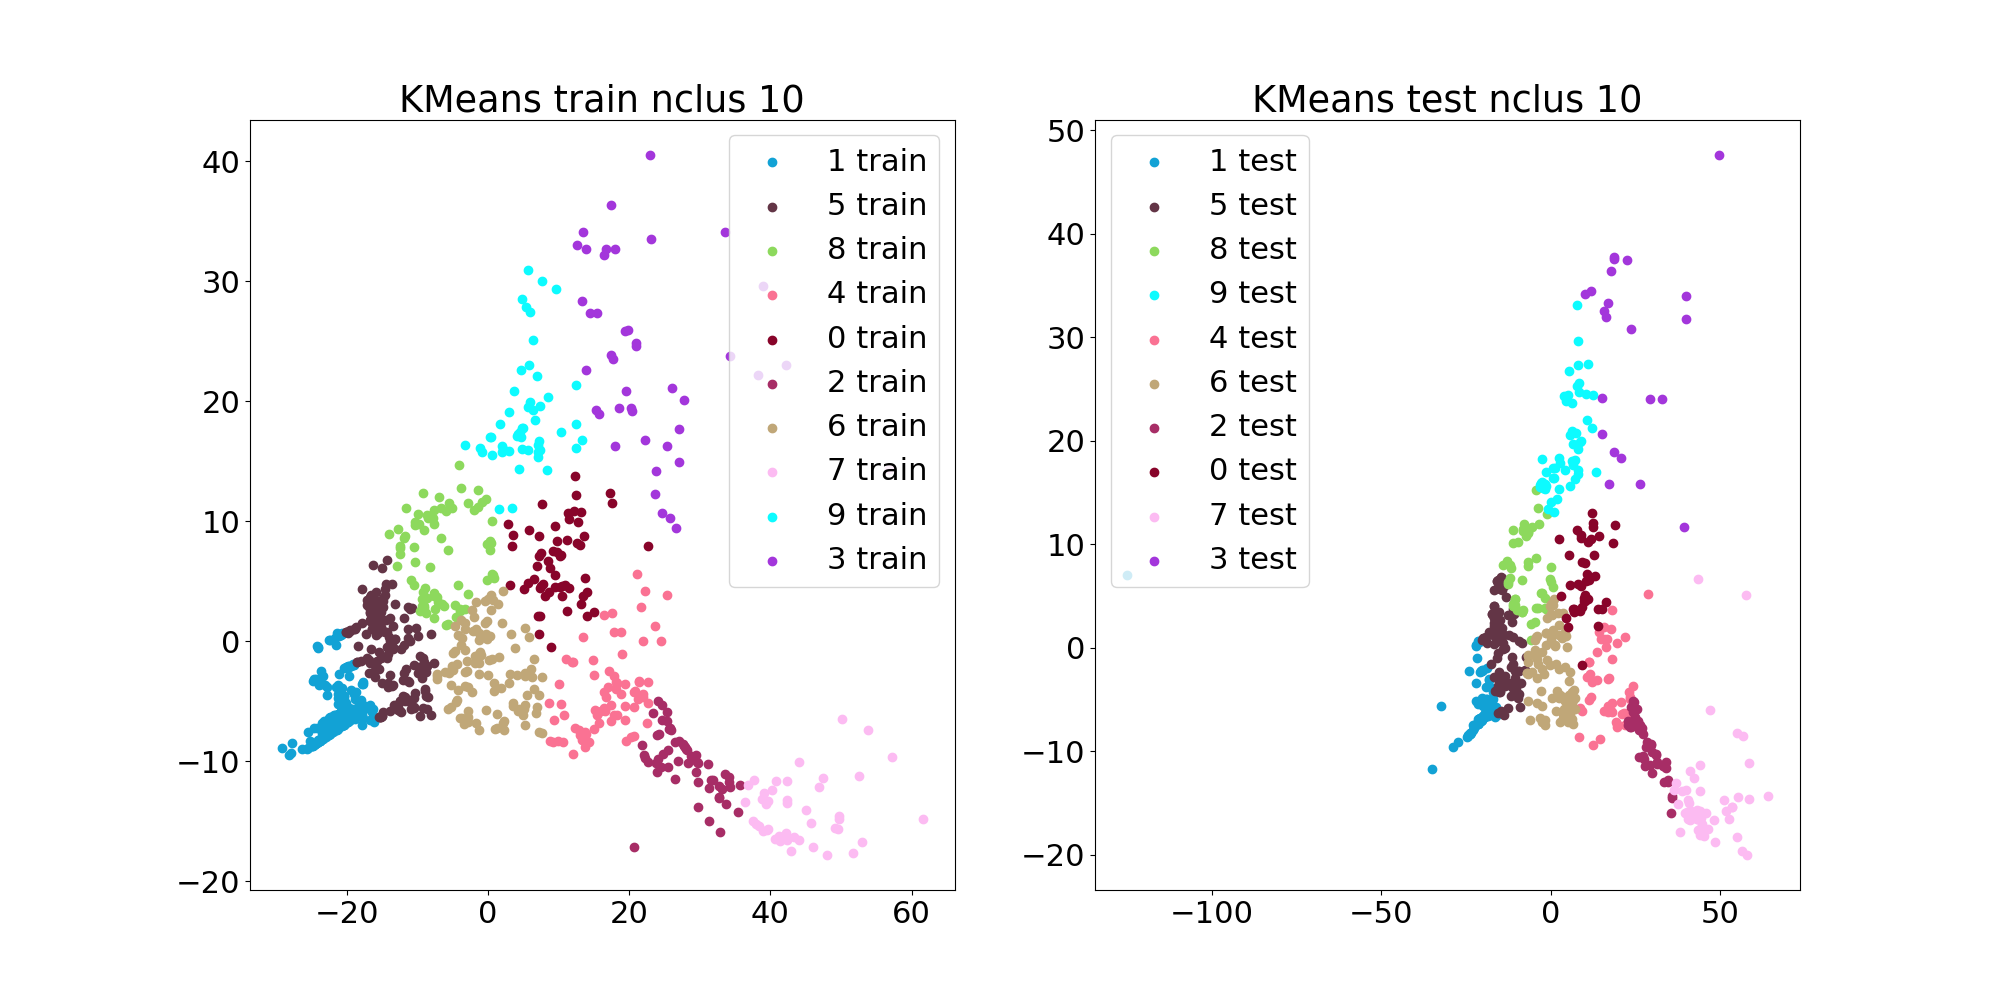 KMeans train nclus 10
40
30
20
10
0
−10
−20
−20
0
20
40
60
1 train
5 train
8 train
4 train
0 train
2 train
6 train
7 train
9 train
3 train
KMeans test nclus 10
50
40
30
20
10
0
−10
−20
−100
−50
0
50
1 test
5 test
8 test
9 test
4 test
6 test
2 test
0 test
7 test
3 test